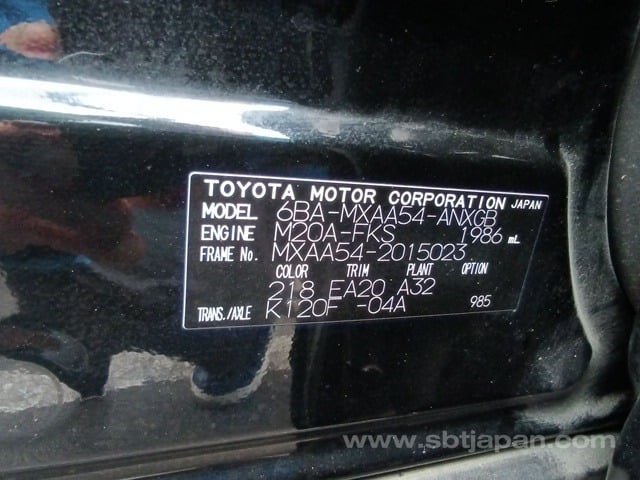 TOYOTA MOTOR CORPORATION JAPAN
MODEL 6BA-MXAA54-ANXGB
ENGINE M20A-FKS 1986 mL
FRAME No. MXAA54-2015023
COLOR TRIM PLANT OPTION
218 EA20 A32
TRANS./AXLE K120F -04A 985
www.sbtjapan.com